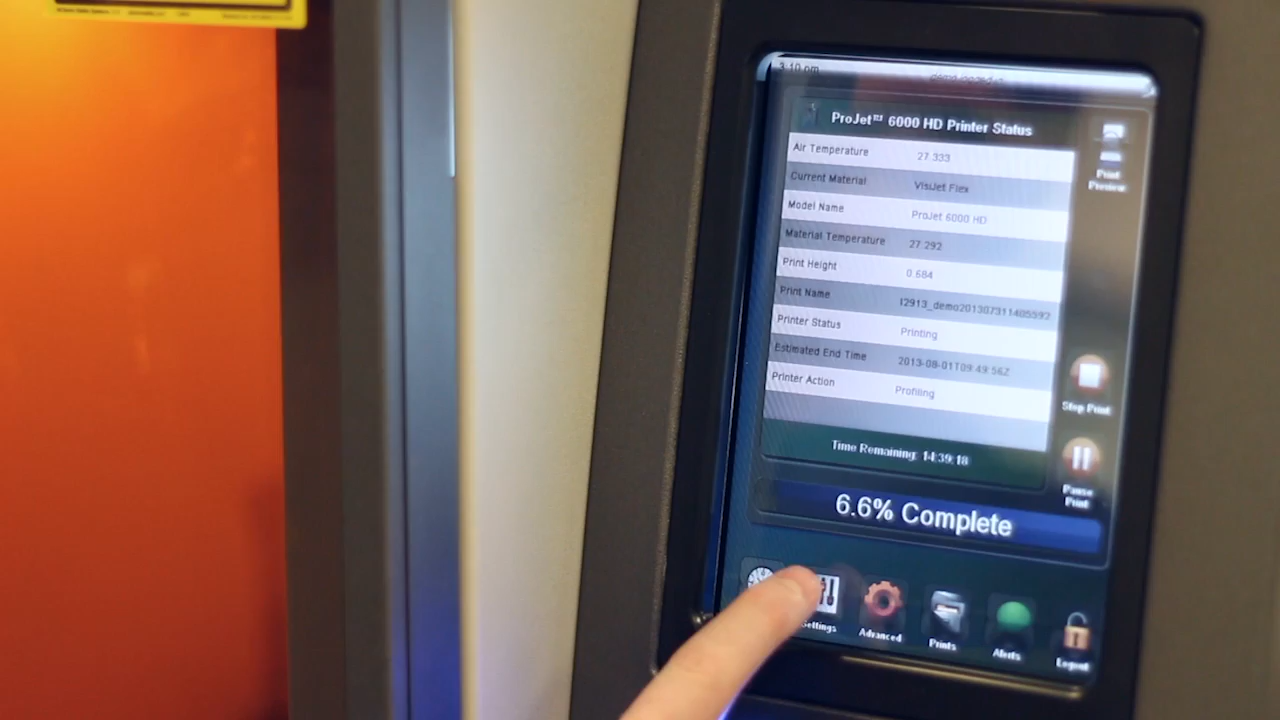 3:10 pm
ProJet™ 6000 HD Printer Status
Air Temperature 27.333
Current Material VisiJet Flex
Model Name ProJet 6000 HD
Material Temperature 27.292
Print Height 0.684
Print Name I2913_demo201307311405592
Printer Status Printing
Estimated End Time 2013-08-01T09:49:56Z
Printer Action Profiling
Time Remaining: 14:39:18
6.6% Complete
Print
Preview
Stop Print
Pause
Print
Settings
Advanced
Prints
Alerts
Logout